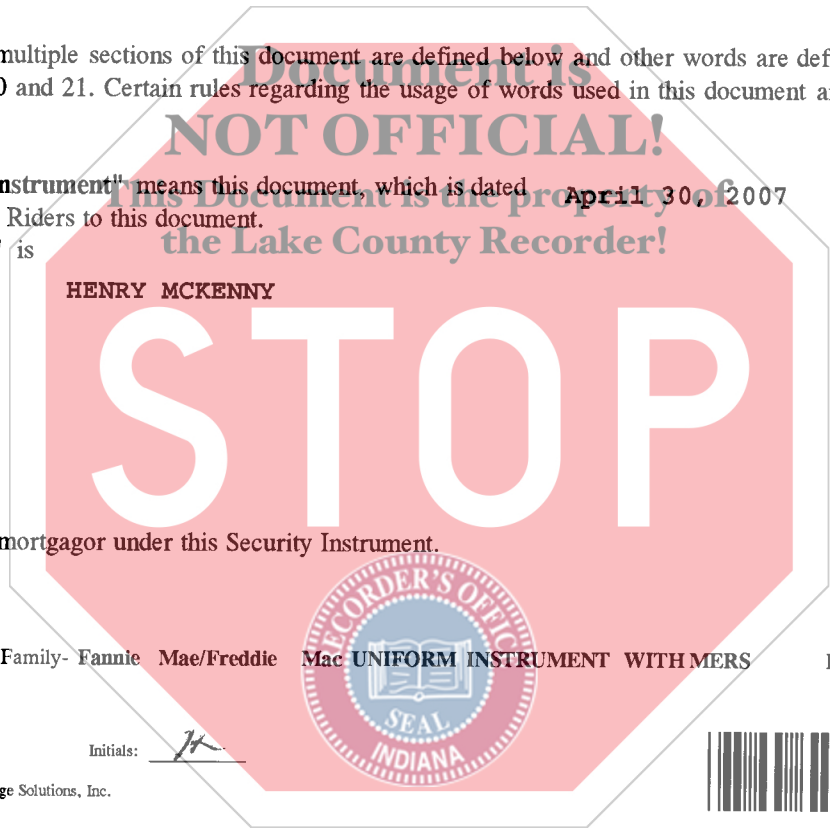 multiple sections of this document are defined below and other words are def
Document is
0 and 21. Certain rules regarding the usage of words used in this document a
NOT OFFICIAL!
nstrument" means this document, which is dated April 30, 2007
This Document is the property of
Riders to this document.
the Lake County Recorder!
" is
HENRY MCKENNY
STOP
mortgagor under this Security Instrument.
RECORDER'S OFFICE
Family- Fannie Mae/Freddie Mac UNIFORM INSTRUMENT WITH MERS
SEAL
INDIANA
Initials:
ge Solutions, Inc.